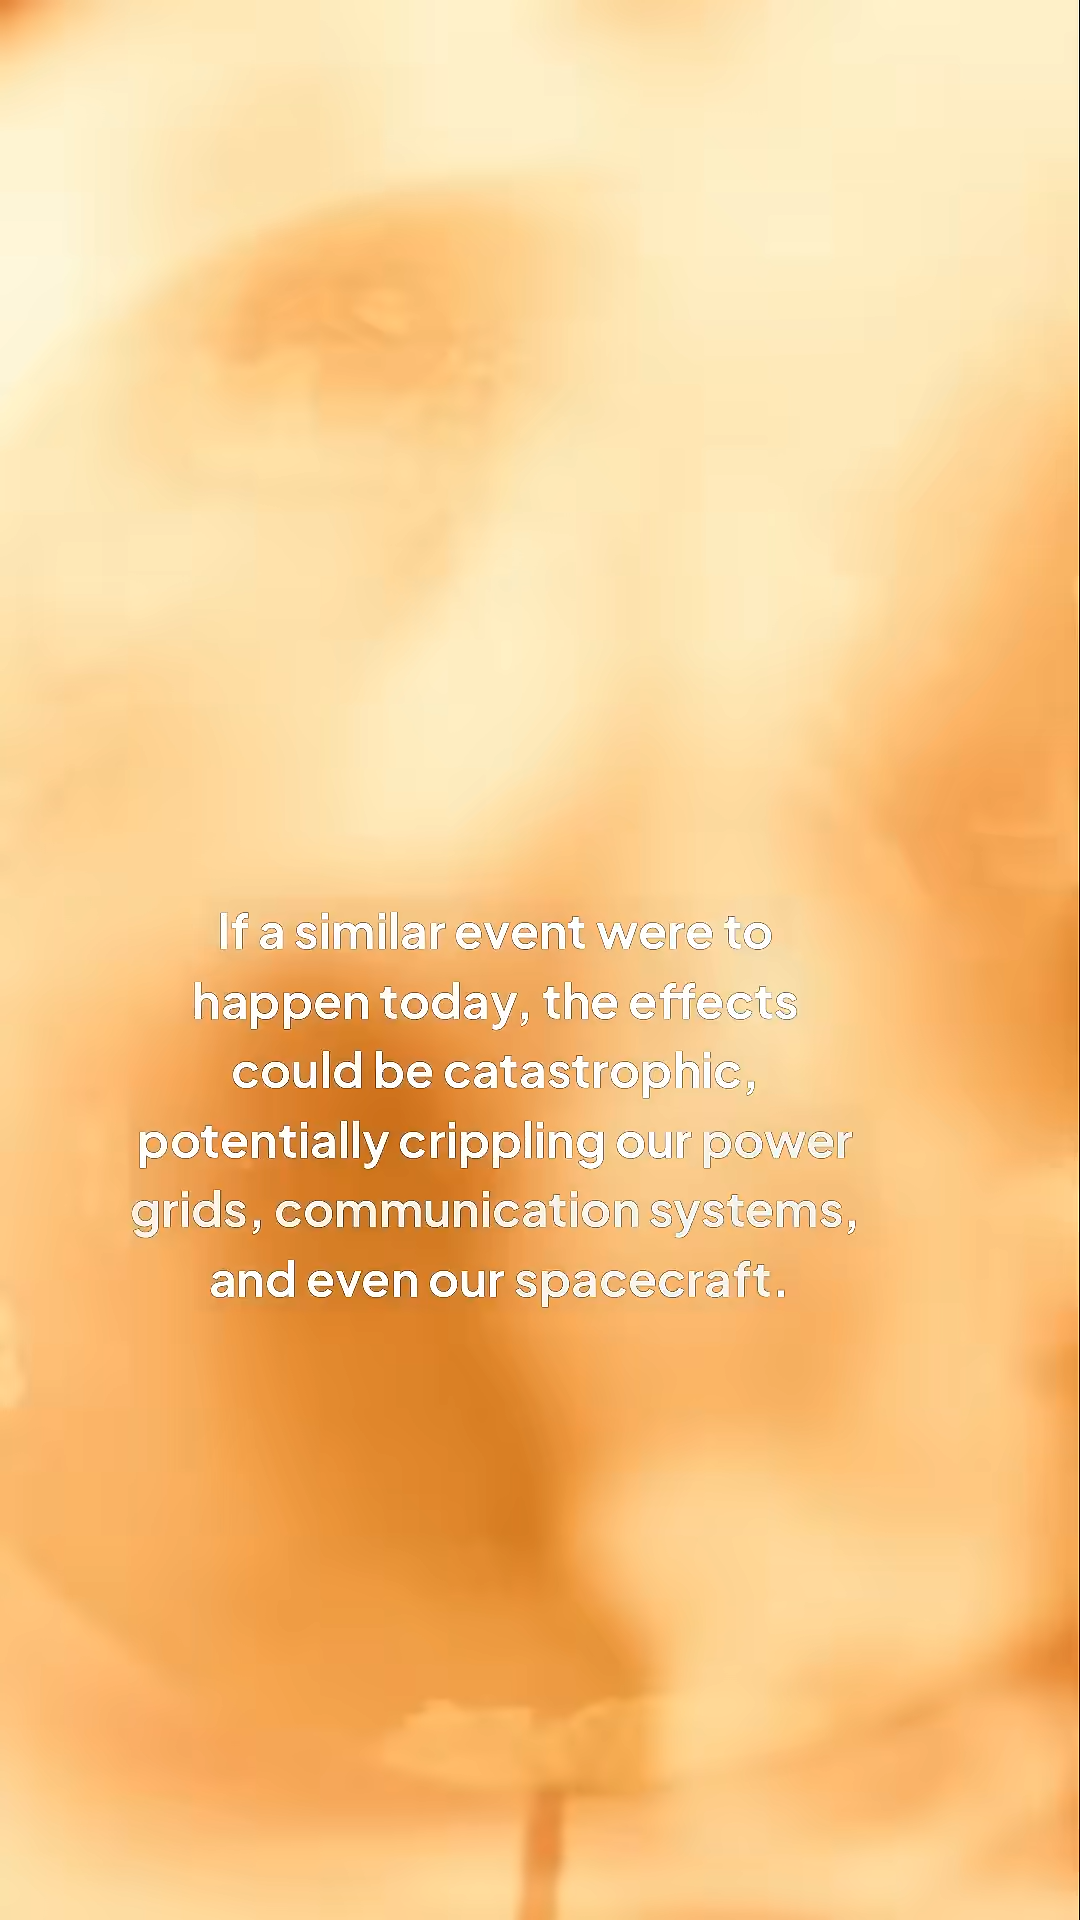 If a similar event were to
happen today, the effects
could be catastrophic,
potentially crippling our power
grids, communication systems,
and even our spacecraft.